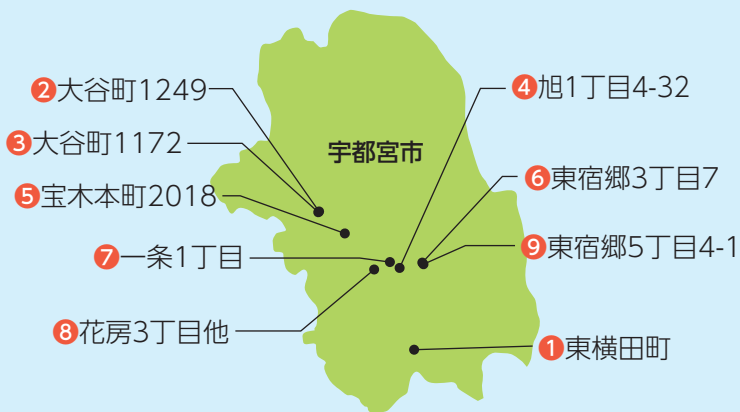 ❷大谷町1249
❸大谷町1172
❺宝木本町2018
❼一条1丁目
❽花房3丁目他
宇都宮市
❹旭1丁目4-32
❻東宿郷3丁目7
❾東宿郷5丁目4-1
❶東横田町